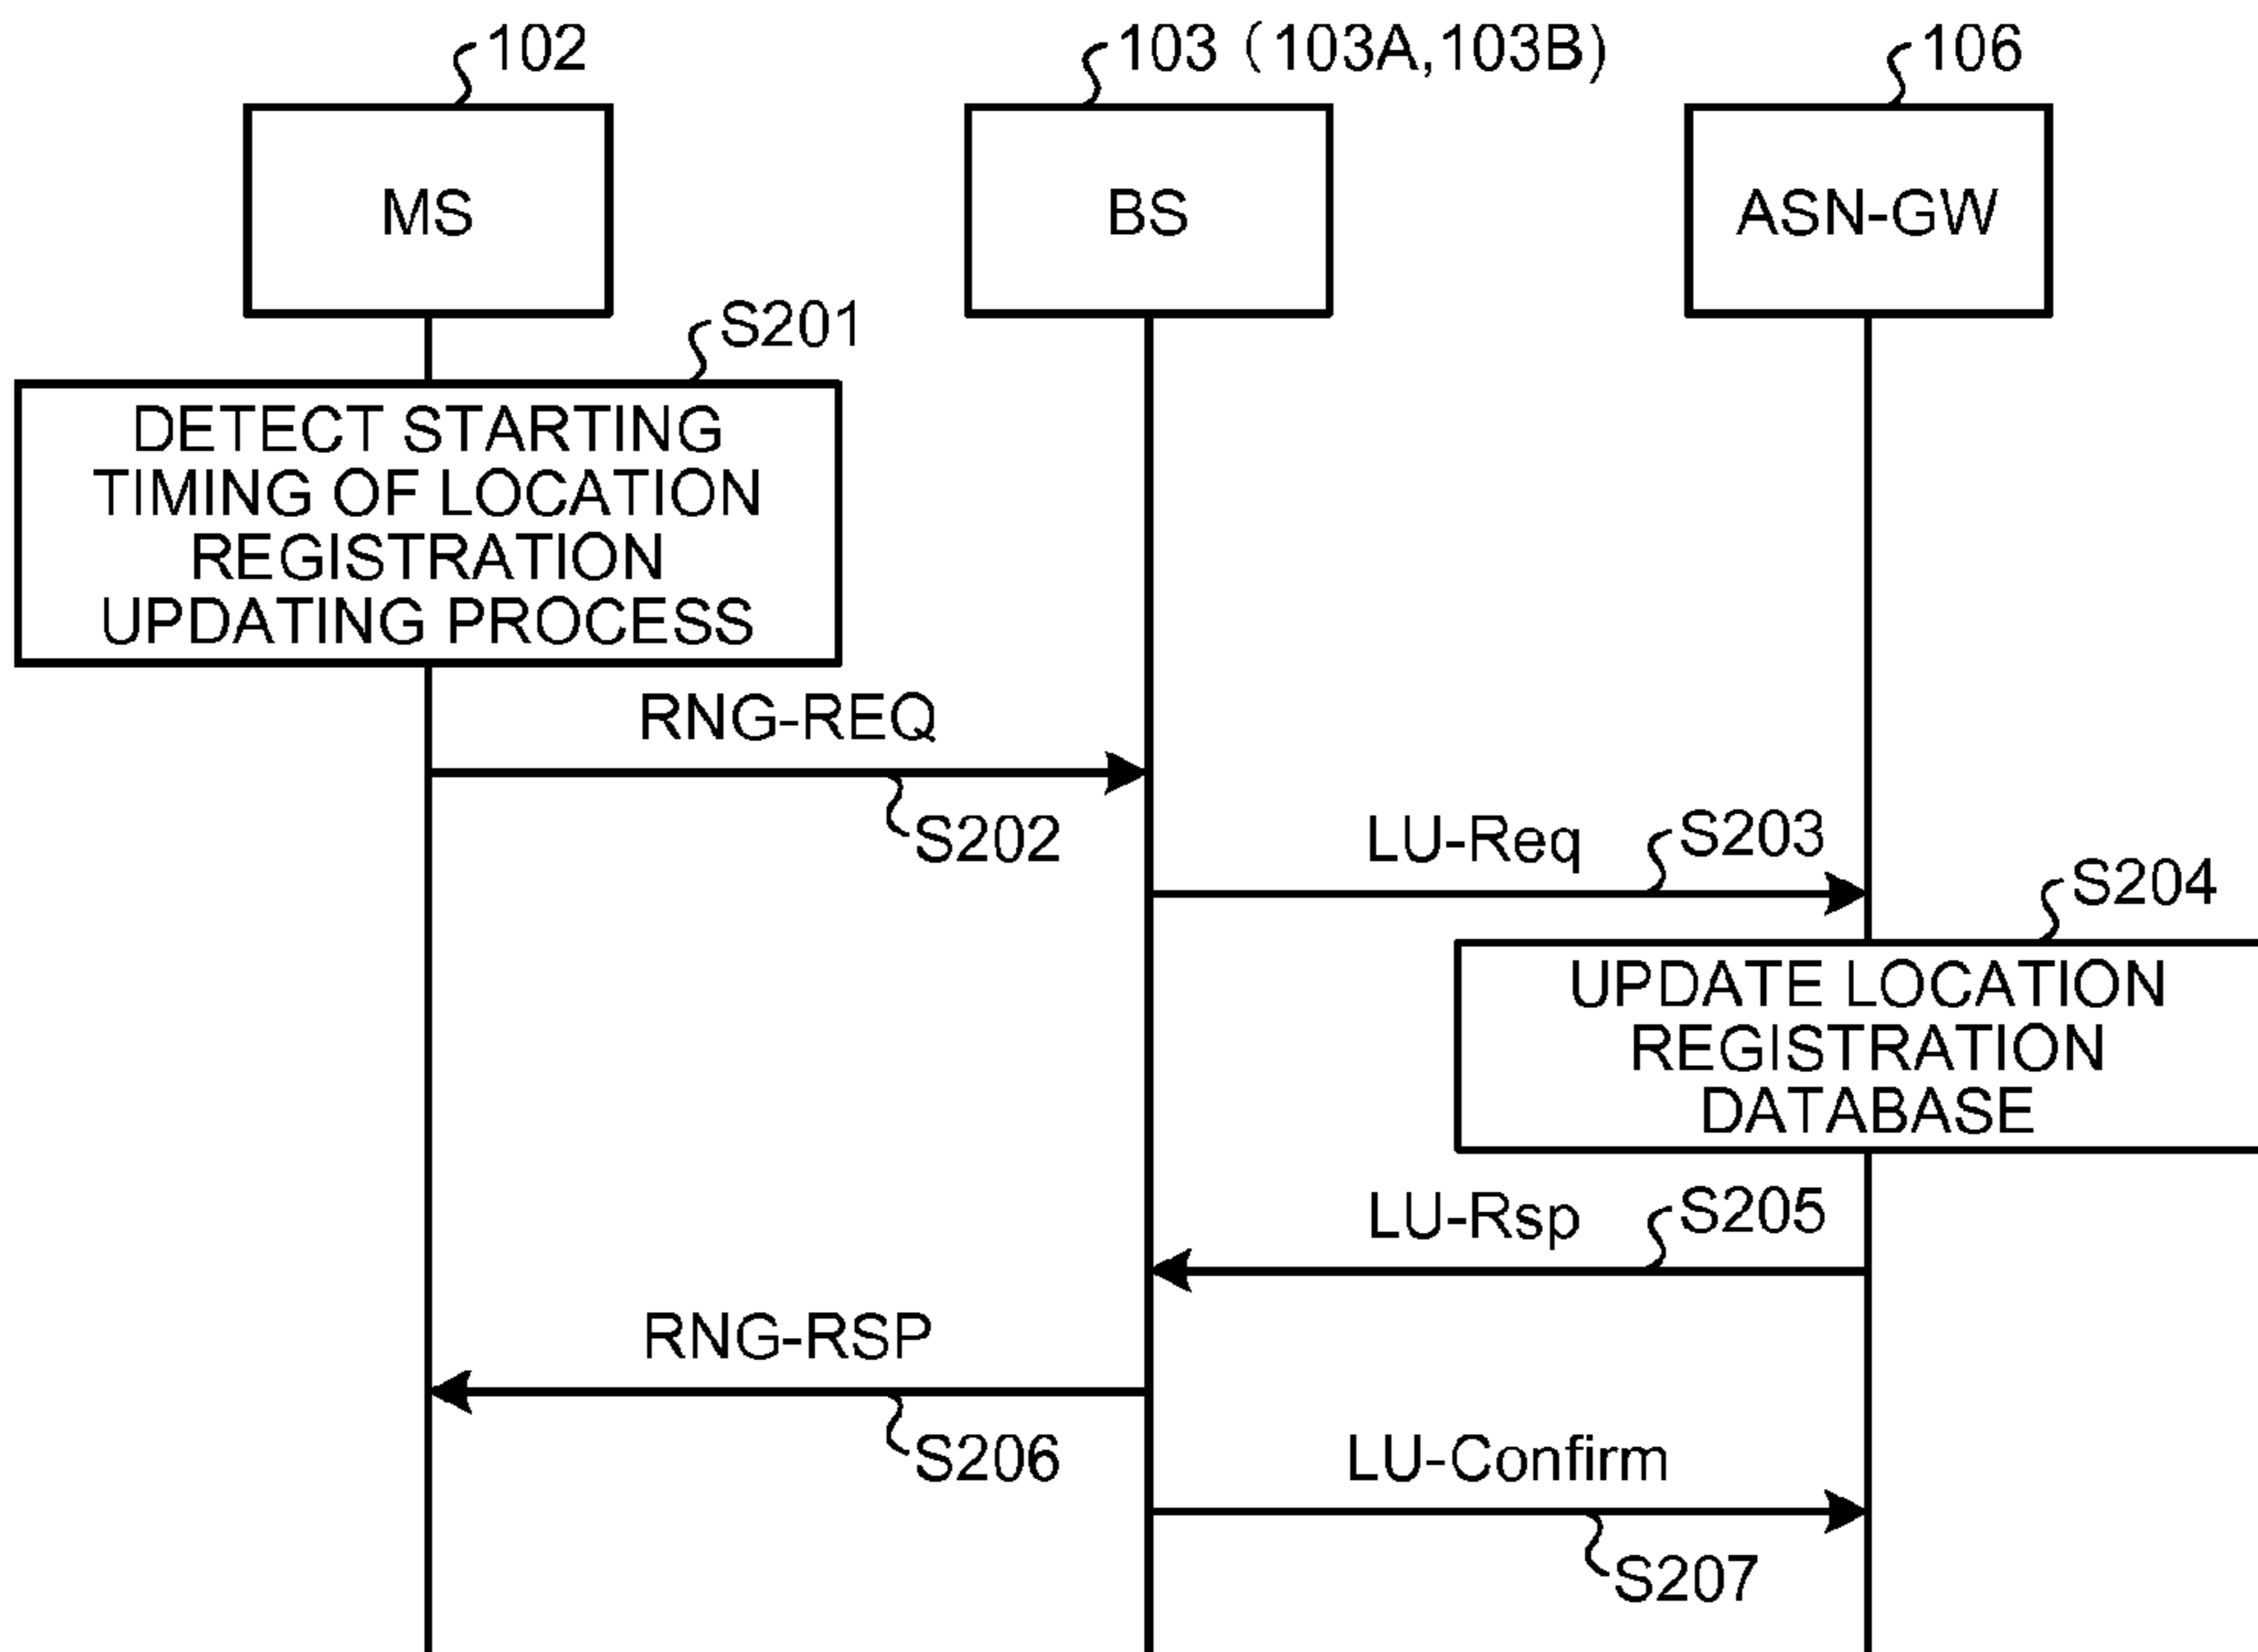 102
103 (103A,103B)
106
MS
BS
ASN-GW
S201
DETECT STARTING
TIMING OF LOCATION
REGISTRATION
UPDATING PROCESS
RNG-REQ
S202
LU-Req
S203
S204
UPDATE LOCATION
REGISTRATION
DATABASE
LU-Rsp
S205
RNG-RSP
S206
LU-Confirm
S207